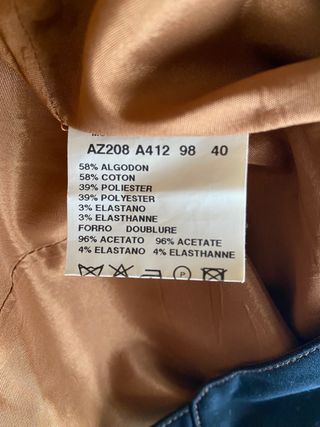 AZ208 A412 98 40
58% ALGODON
58% COTON
39% POLIESTER
39% POLYESTER
3% ELASTANO
3% ELASTHANNE
FORRO DOUBLURE
96% ACETATO 96% ACETATE
4% ELASTANO 4% ELASTHANNE
P